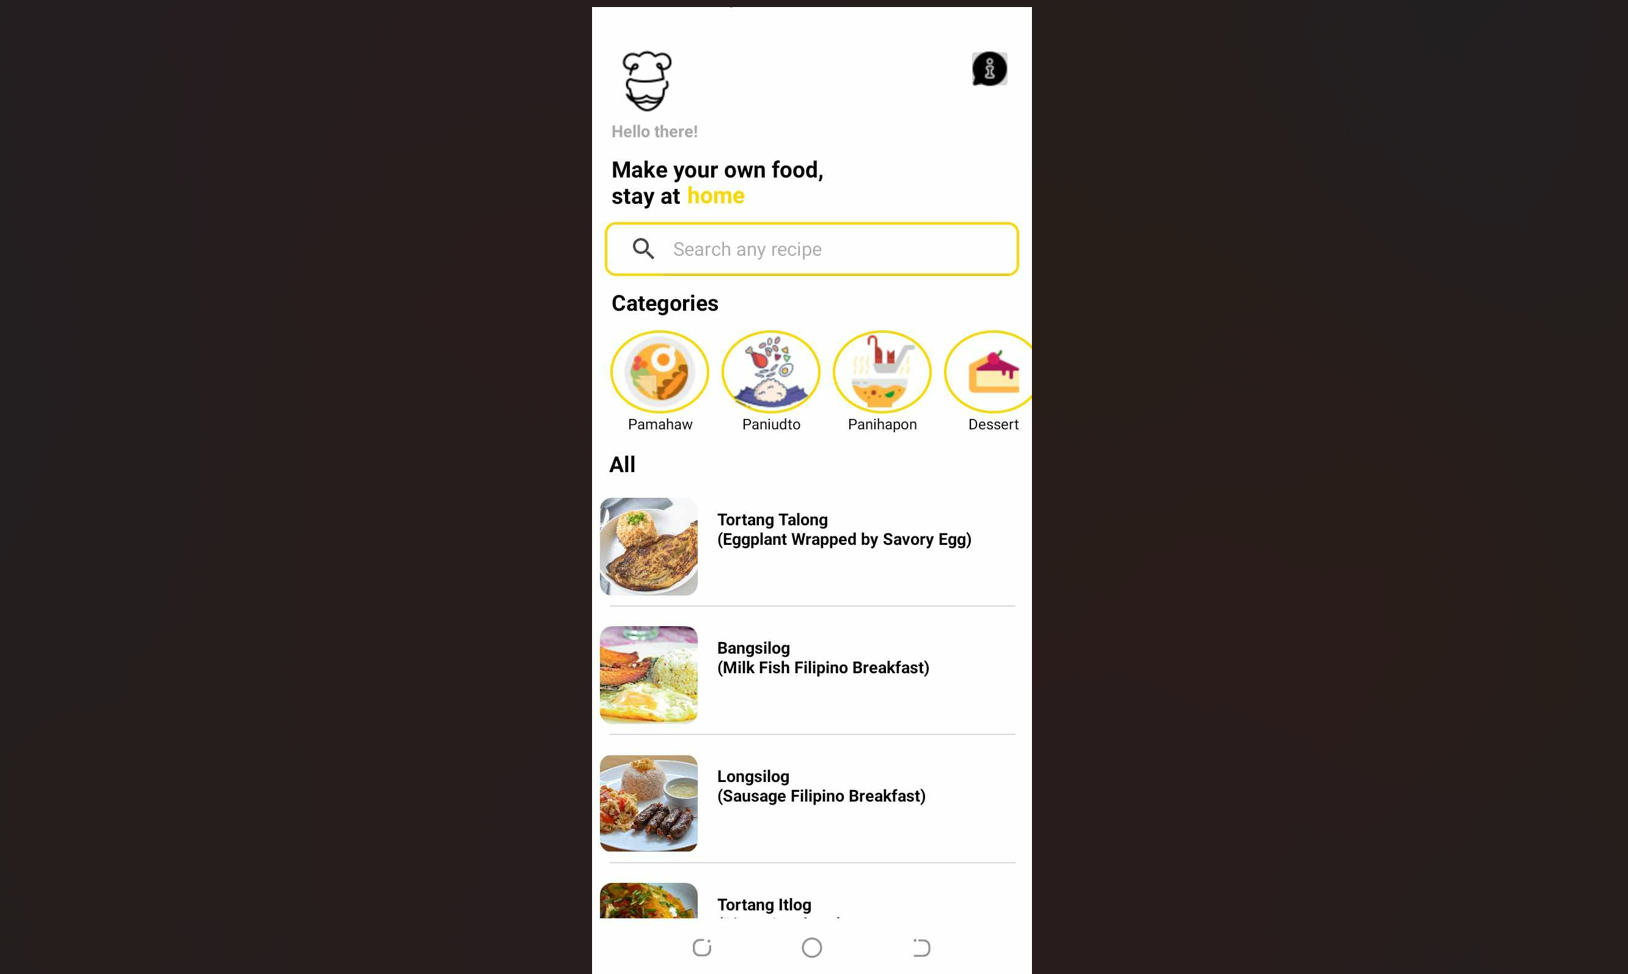 Hello there!
Make your own food,
stay at home
Search any recipe
Categories
Pamahaw
Paniudto
Panihapon
Dessert
All
Tortang Talong
(Eggplant Wrapped by Savory Egg)
Bangsilog
(Milk Fish Filipino Breakfast)
Longsilog
(Sausage Filipino Breakfast)
Tortang Itlog